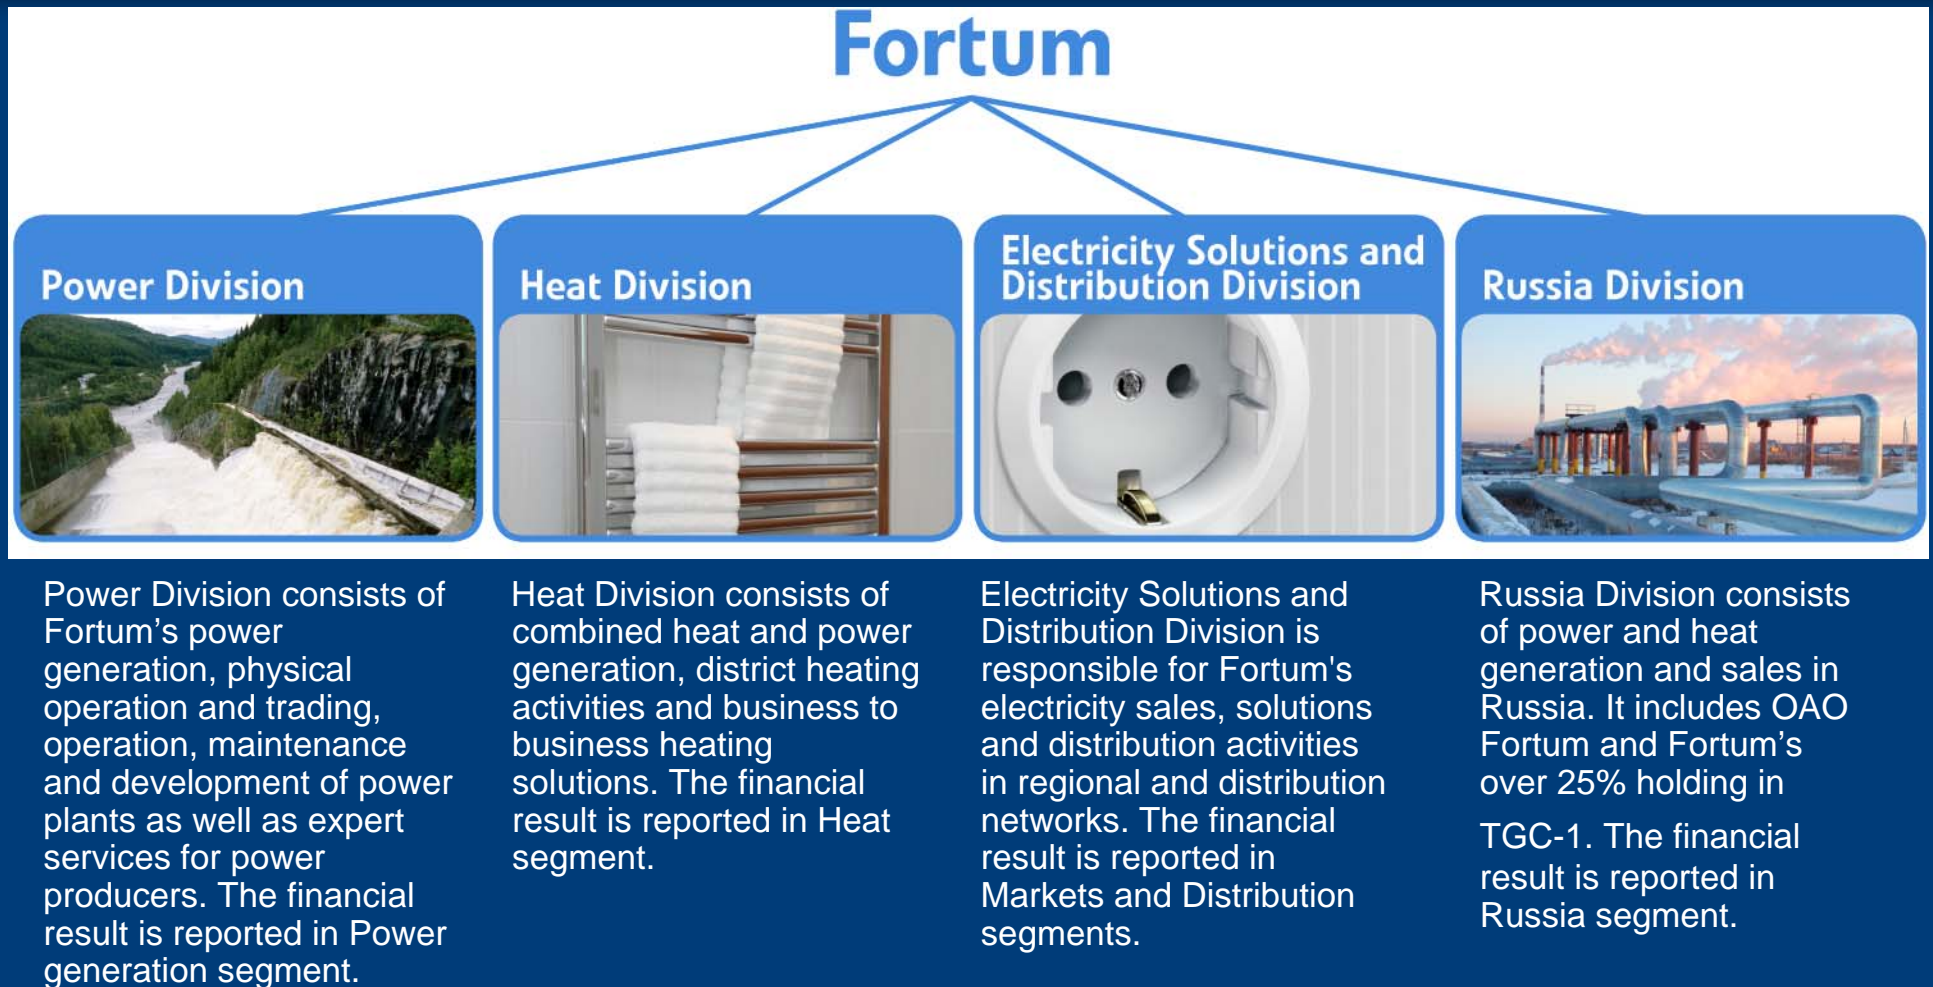 Fortum
Power Division
Heat Division
Electricity Solutions and
Distribution Division
Russia Division
Power Division consists of
Fortum’s power
generation, physical
operation and trading,
operation, maintenance
and development of power
plants as well as expert
services for power
producers. The financial
result is reported in Power
generation segment.
Heat Division consists of
combined heat and power
generation, district heating
activities and business to
business heating
solutions. The financial
result is reported in Heat
segment.
Electricity Solutions and
Distribution Division is
responsible for Fortum's
electricity sales, solutions
and distribution activities
in regional and distribution
networks. The financial
result is reported in
Markets and Distribution
segments.
Russia Division consists
of power and heat
generation and sales in
Russia. It includes OAO
Fortum and Fortum’s
over 25% holding in
TGC-1. The financial
result is reported in
Russia segment.